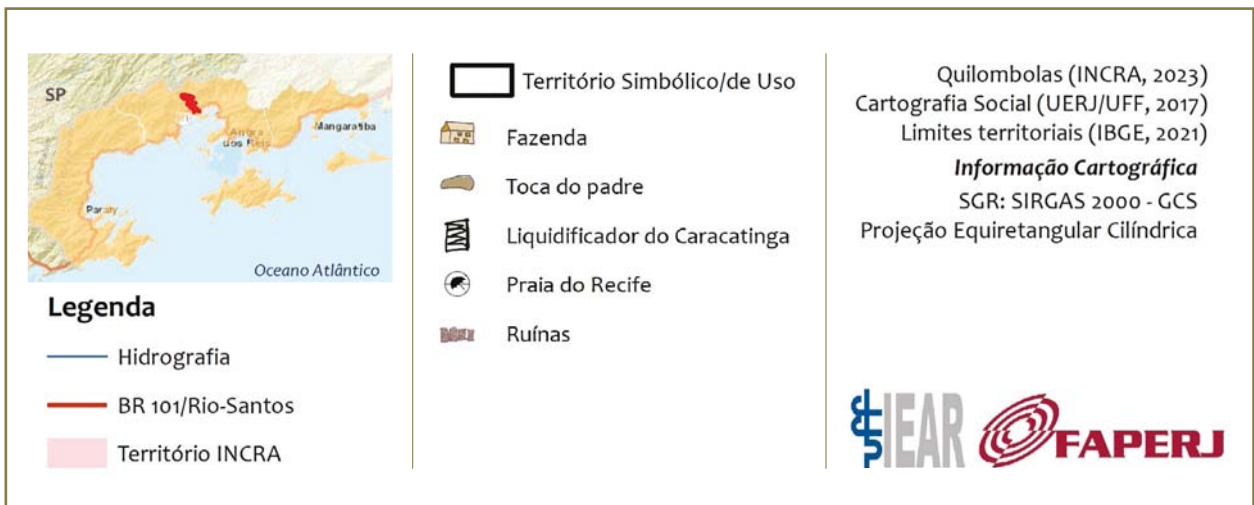 SP
Angra
dos Reis
Mangaratiba
Paraty
Oceano Atlântico
Legenda
Hidrografia
BR 101/Rio-Santos
Território INCRA
Território Simbólico/de Uso
Fazenda
Toca do padre
Liquidificador do Caracatinga
Praia do Recife
Ruínas
Quilombolas (INCRA, 2023)
Cartografia Social (UERJ/UFF, 2017)
Limites territoriais (IBGE, 2021)
Informação Cartográfica
SGR: SIRGAS 2000 - GCS
Projeção Equiretangular Cilíndrica
IEAR
FAPERJ